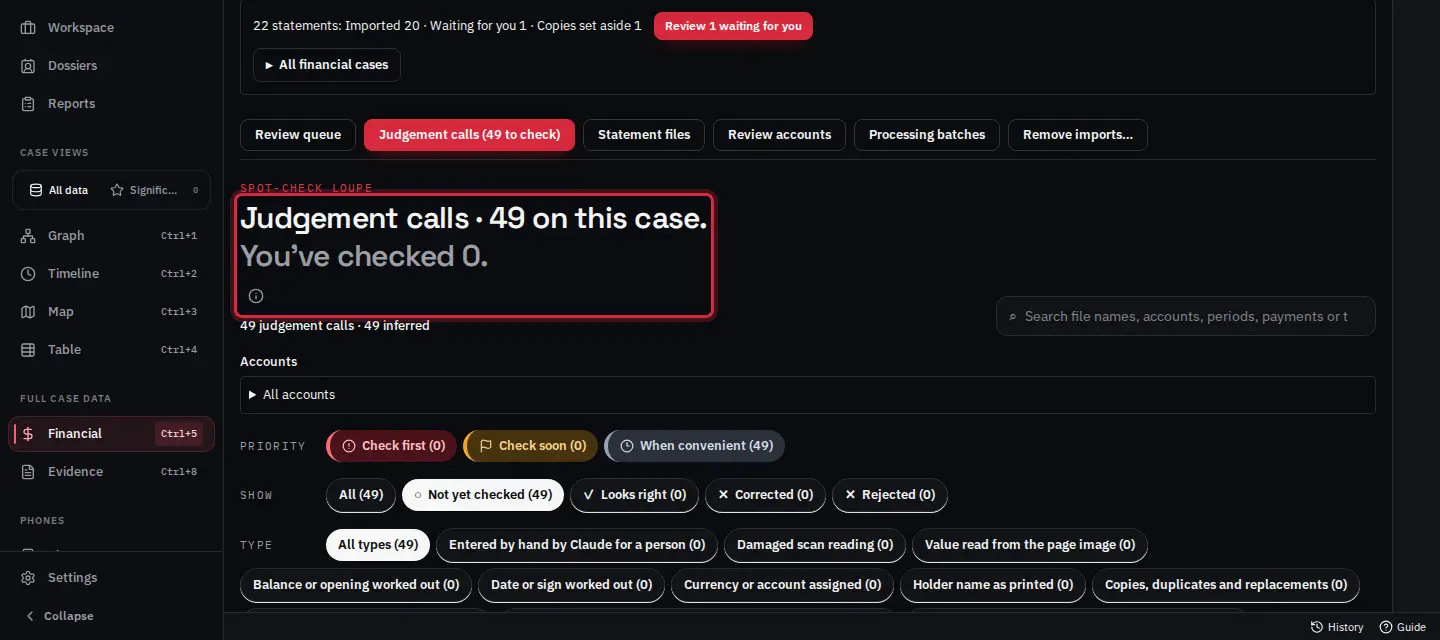 Workspace
Dossiers
Reports
CASE VIEWS
All data Signific... 0
Graph Ctrl+1
Timeline Ctrl+2
Map Ctrl+3
Table Ctrl+4
FULL CASE DATA
Financial Ctrl+5
Evidence Ctrl+8
PHONES
Settings
Collapse
22 statements: Imported 20 · Waiting for you 1 · Copies set aside 1 Review 1 waiting for you
▸ All financial cases
Review queue Judgement calls (49 to check) Statement files Review accounts Processing batches Remove imports...
SPOT-CHECK LOUPE
Judgement calls · 49 on this case.
You’ve checked 0.
49 judgement calls · 49 inferred
Search file names, accounts, periods, payments or t
Accounts
▸ All accounts
PRIORITY Check first (0) Check soon (0) When convenient (49)
SHOW All (49) ○ Not yet checked (49) ✓ Looks right (0) ✕ Corrected (0) ✕ Rejected (0)
TYPE All types (49) Entered by hand by Claude for a person (0) Damaged scan reading (0) Value read from the page image (0)
Balance or opening worked out (0) Date or sign worked out (0) Currency or account assigned (0) Holder name as printed (0) Copies, duplicates and replacements (0)
History Guide